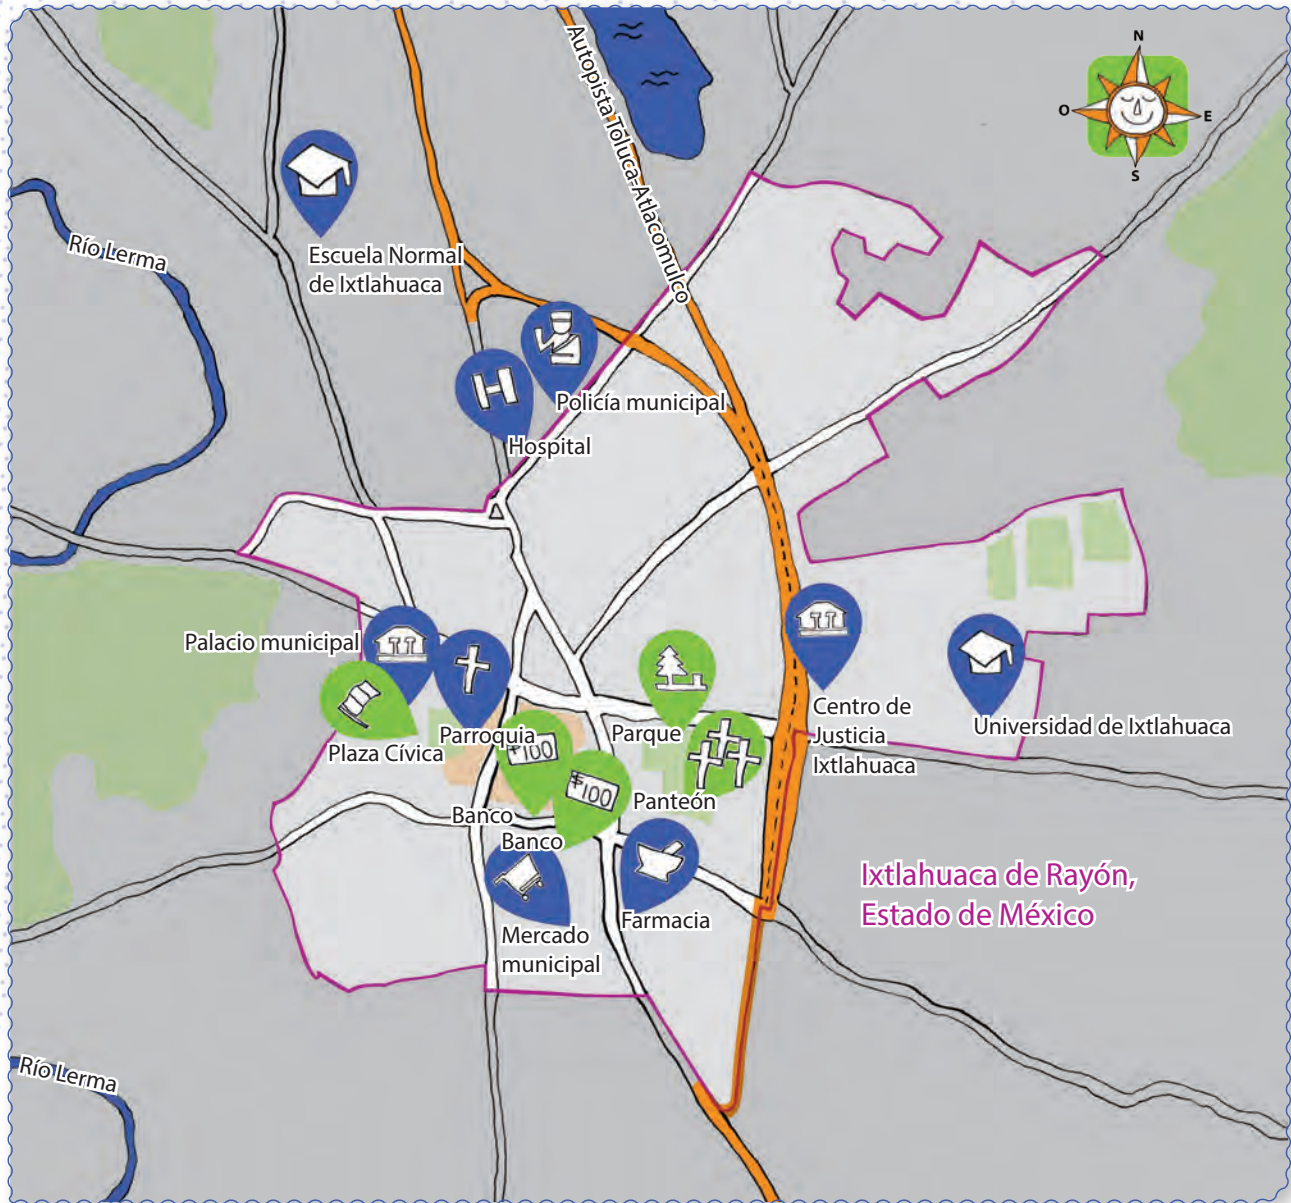 N
O
E
S
Autopista Toluca-Atlacomulco
Río Lerma
Escuela Normal
de Ixtlahuaca
H
Policía municipal
Hospital
Palacio municipal
Plaza Cívica
Parroquia
$100
Parque
Centro de
Justicia
Ixtlahuaca
Universidad de Ixtlahuaca
$100
Panteón
Banco
Banco
Farmacia
Mercado
municipal
Ixtlahuaca de Rayón,
Estado de México
Río Lerma